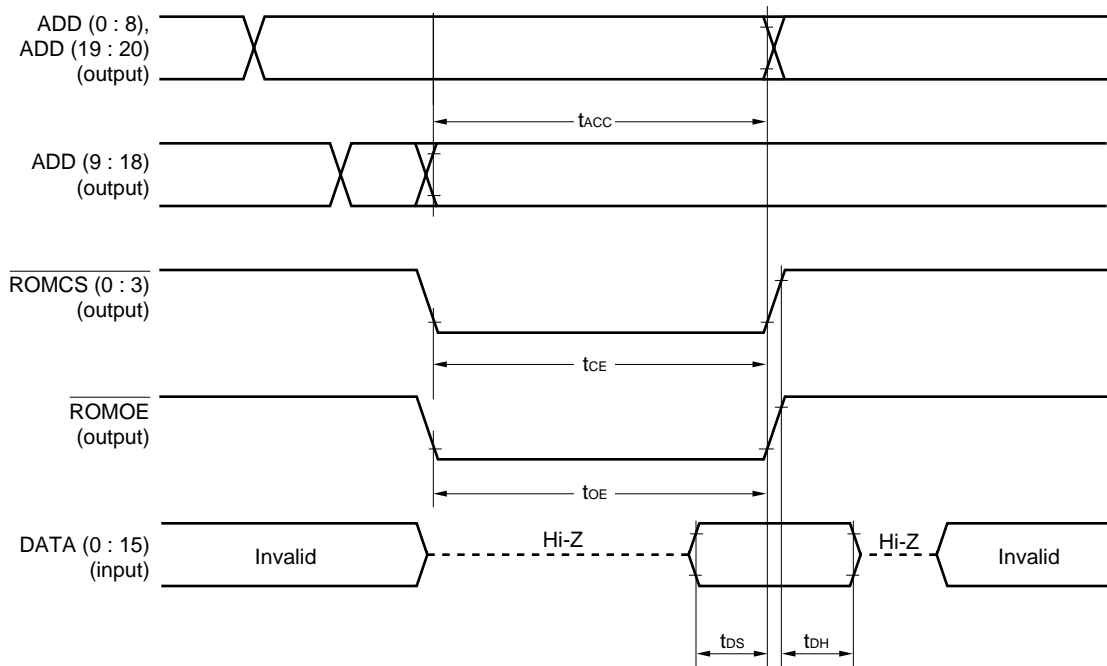 ADD (0 : 8),
ADD (19 : 20)
(output)
tACC
ADD (9 : 18)
(output)
ROMCS (0 : 3)
(output)
tCE
ROMOE
(output)
tOE
DATA (0 : 15)
(input)
Invalid
Hi-Z
Hi-Z
Invalid
tDS
tDH